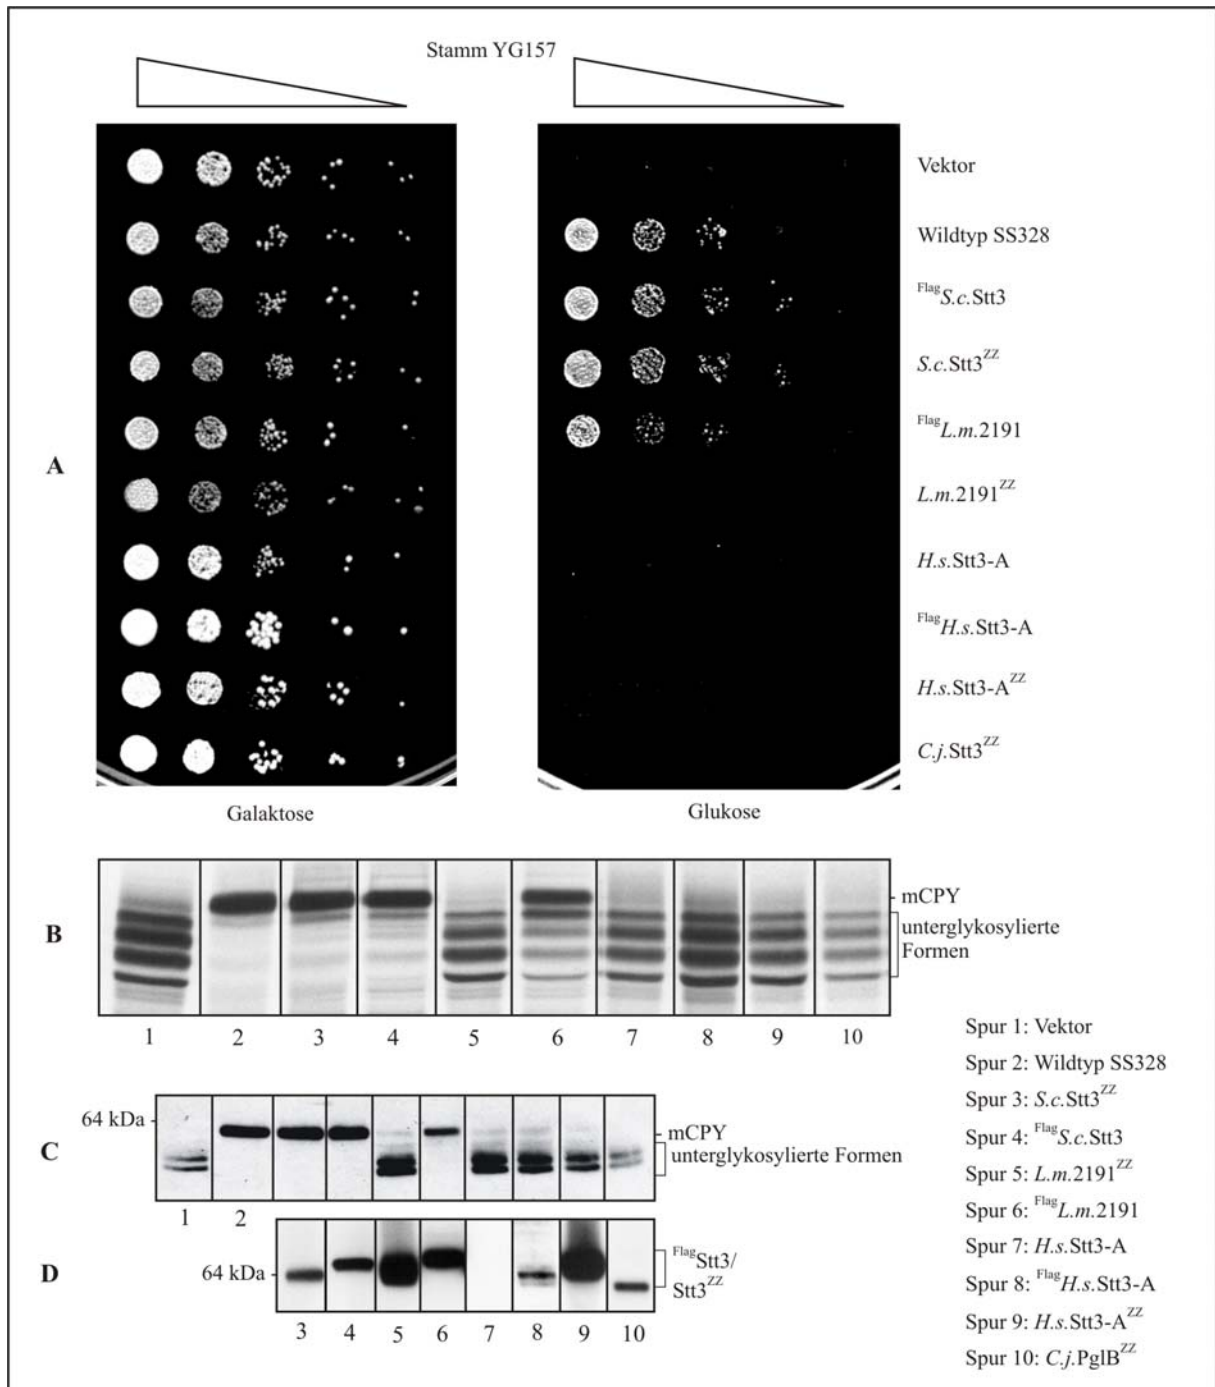 Stamm YG157
Vektor
Wildtyp SS328
FlagS.c.Stt3
S.c.Stt3ZZ
FlagL.m.2191
A
L.m.2191ZZ
H.s.Stt3-A
FlagH.s.Stt3-A
H.s.Stt3-AZZ
C.j.Stt3ZZ
Galaktose
Glukose
B
mCPY
unterglykosylierte
Formen
1 2 3 4 5 6 7 8 9 10
C
64 kDa
mCPY
unterglykosylierte Formen
1 2
D
64 kDa
FlagStt3/
Stt3ZZ
3 4 5 6 7 8 9 10
Spur 1: Vektor
Spur 2: Wildtyp SS328
Spur 3: S.c.Stt3ZZ
Spur 4: FlagS.c.Stt3
Spur 5: L.m.2191ZZ
Spur 6: FlagL.m.2191
Spur 7: H.s.Stt3-A
Spur 8: FlagH.s.Stt3-A
Spur 9: H.s.Stt3-AZZ
Spur 10: C.j.PglBZZ